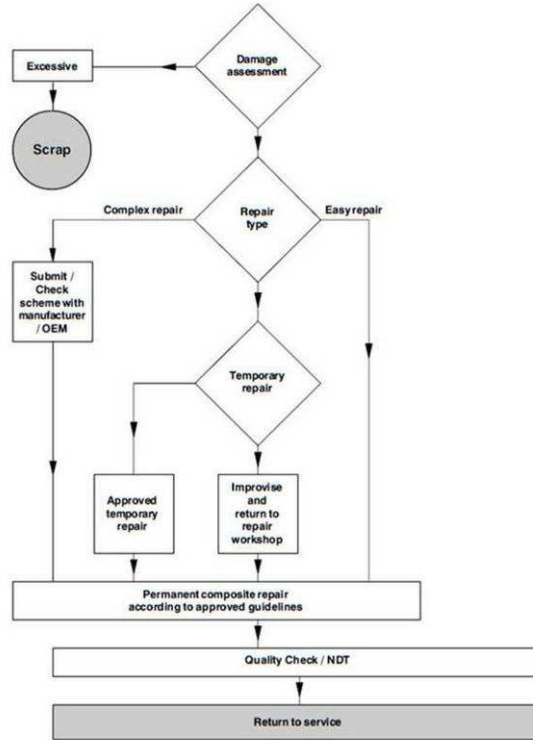 Damage
assessment
Excessive
Scrap
Complex repair
Repair
type
Easy repair
Submit /
Check
scheme with
manufacturer
/ OEM
Temporary
repair
Approved
temporary
repair
Improvise
and
return to
repair
workshop
Permanent composite repair
according to approved guidelines
Quality Check / NDT
Return to service